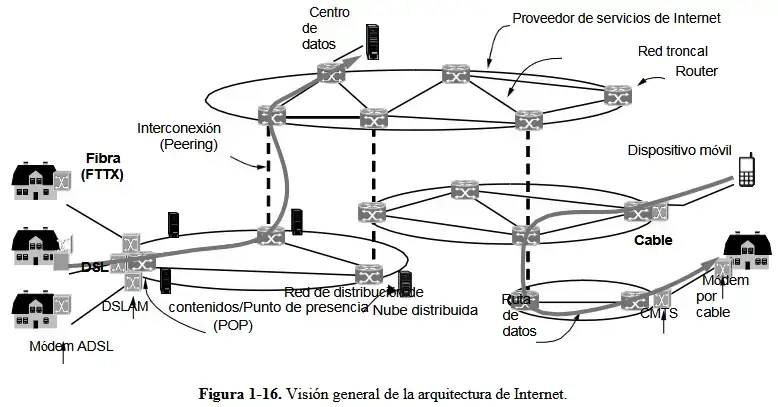 Centro
de
datos
Proveedor de servicios de Internet
Red troncal
Router
Interconexión
(Peering)
Fibra
(FTTX)
Dispositivo móvil
Cable
DSL
DSLAM
Red de distribución de
contenidos/Punto de presencia
(POP)
Nube distribuida
Ruta
de
datos
CMTS
Módem
por
cable
Módem ADSL
Figura 1-16. Visión general de la arquitectura de Internet.